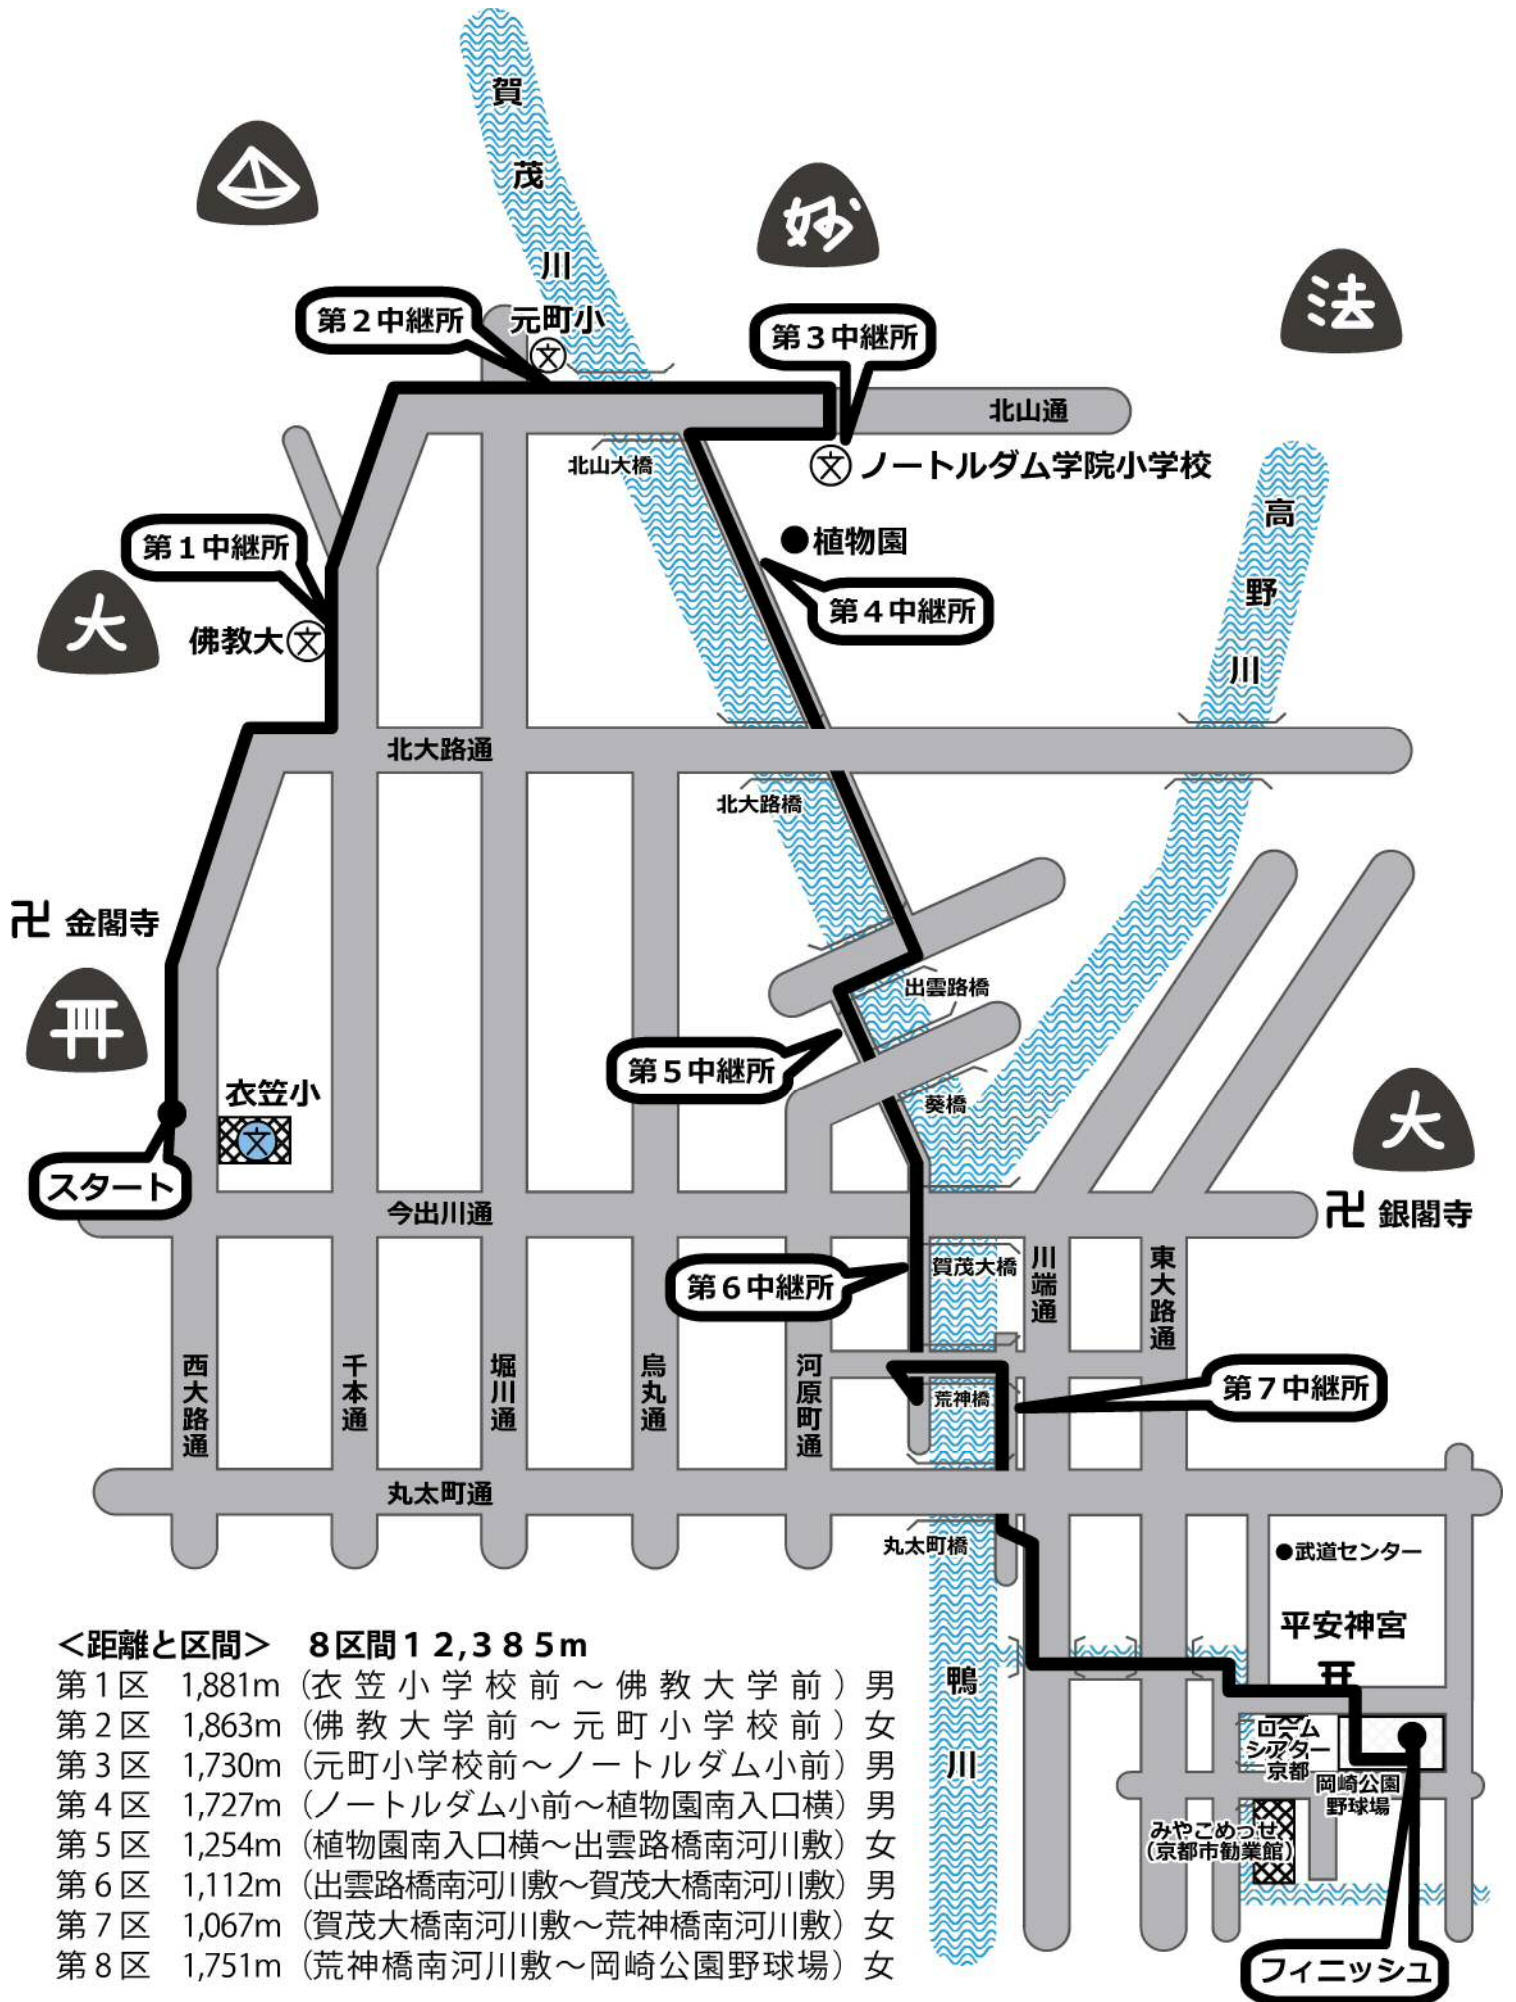 賀茂川
妙
法
第2中継所
元町小
文
第3中継所
北山通
北山大橋
文 ノートルダム学院小学校
高野川
●植物園
第1中継所
第4中継所
大
佛教大 文
北大路通
北大路橋
卍 金閣寺
出雲路橋
第5中継所
衣笠小
文
葵橋
大
スタート
今出川通
卍 銀閣寺
賀茂大橋
川端通
東大路通
第6中継所
西大路通
千本通
堀川通
烏丸通
河原町通
第7中継所
荒神橋
丸太町通
丸太町橋
●武道センター
平安神宮
鴨川
ローム
シアター
京都
岡崎公園
野球場
みやこめっせ
(京都市勧業館)
フィニッシュ
＜距離と区間＞　8区間12,385m
第1区 1,881m（衣笠小学校前～佛教大学前）男
第2区 1,863m（佛教大学前～元町小学校前）女
第3区 1,730m（元町小学校前～ノートルダム小前）男
第4区 1,727m（ノートルダム小前～植物園南入口横）男
第5区 1,254m（植物園南入口横～出雲路橋南河川敷）女
第6区 1,112m（出雲路橋南河川敷～賀茂大橋南河川敷）男
第7区 1,067m（賀茂大橋南河川敷～荒神橋南河川敷）女
第8区 1,751m（荒神橋南河川敷～岡崎公園野球場）女